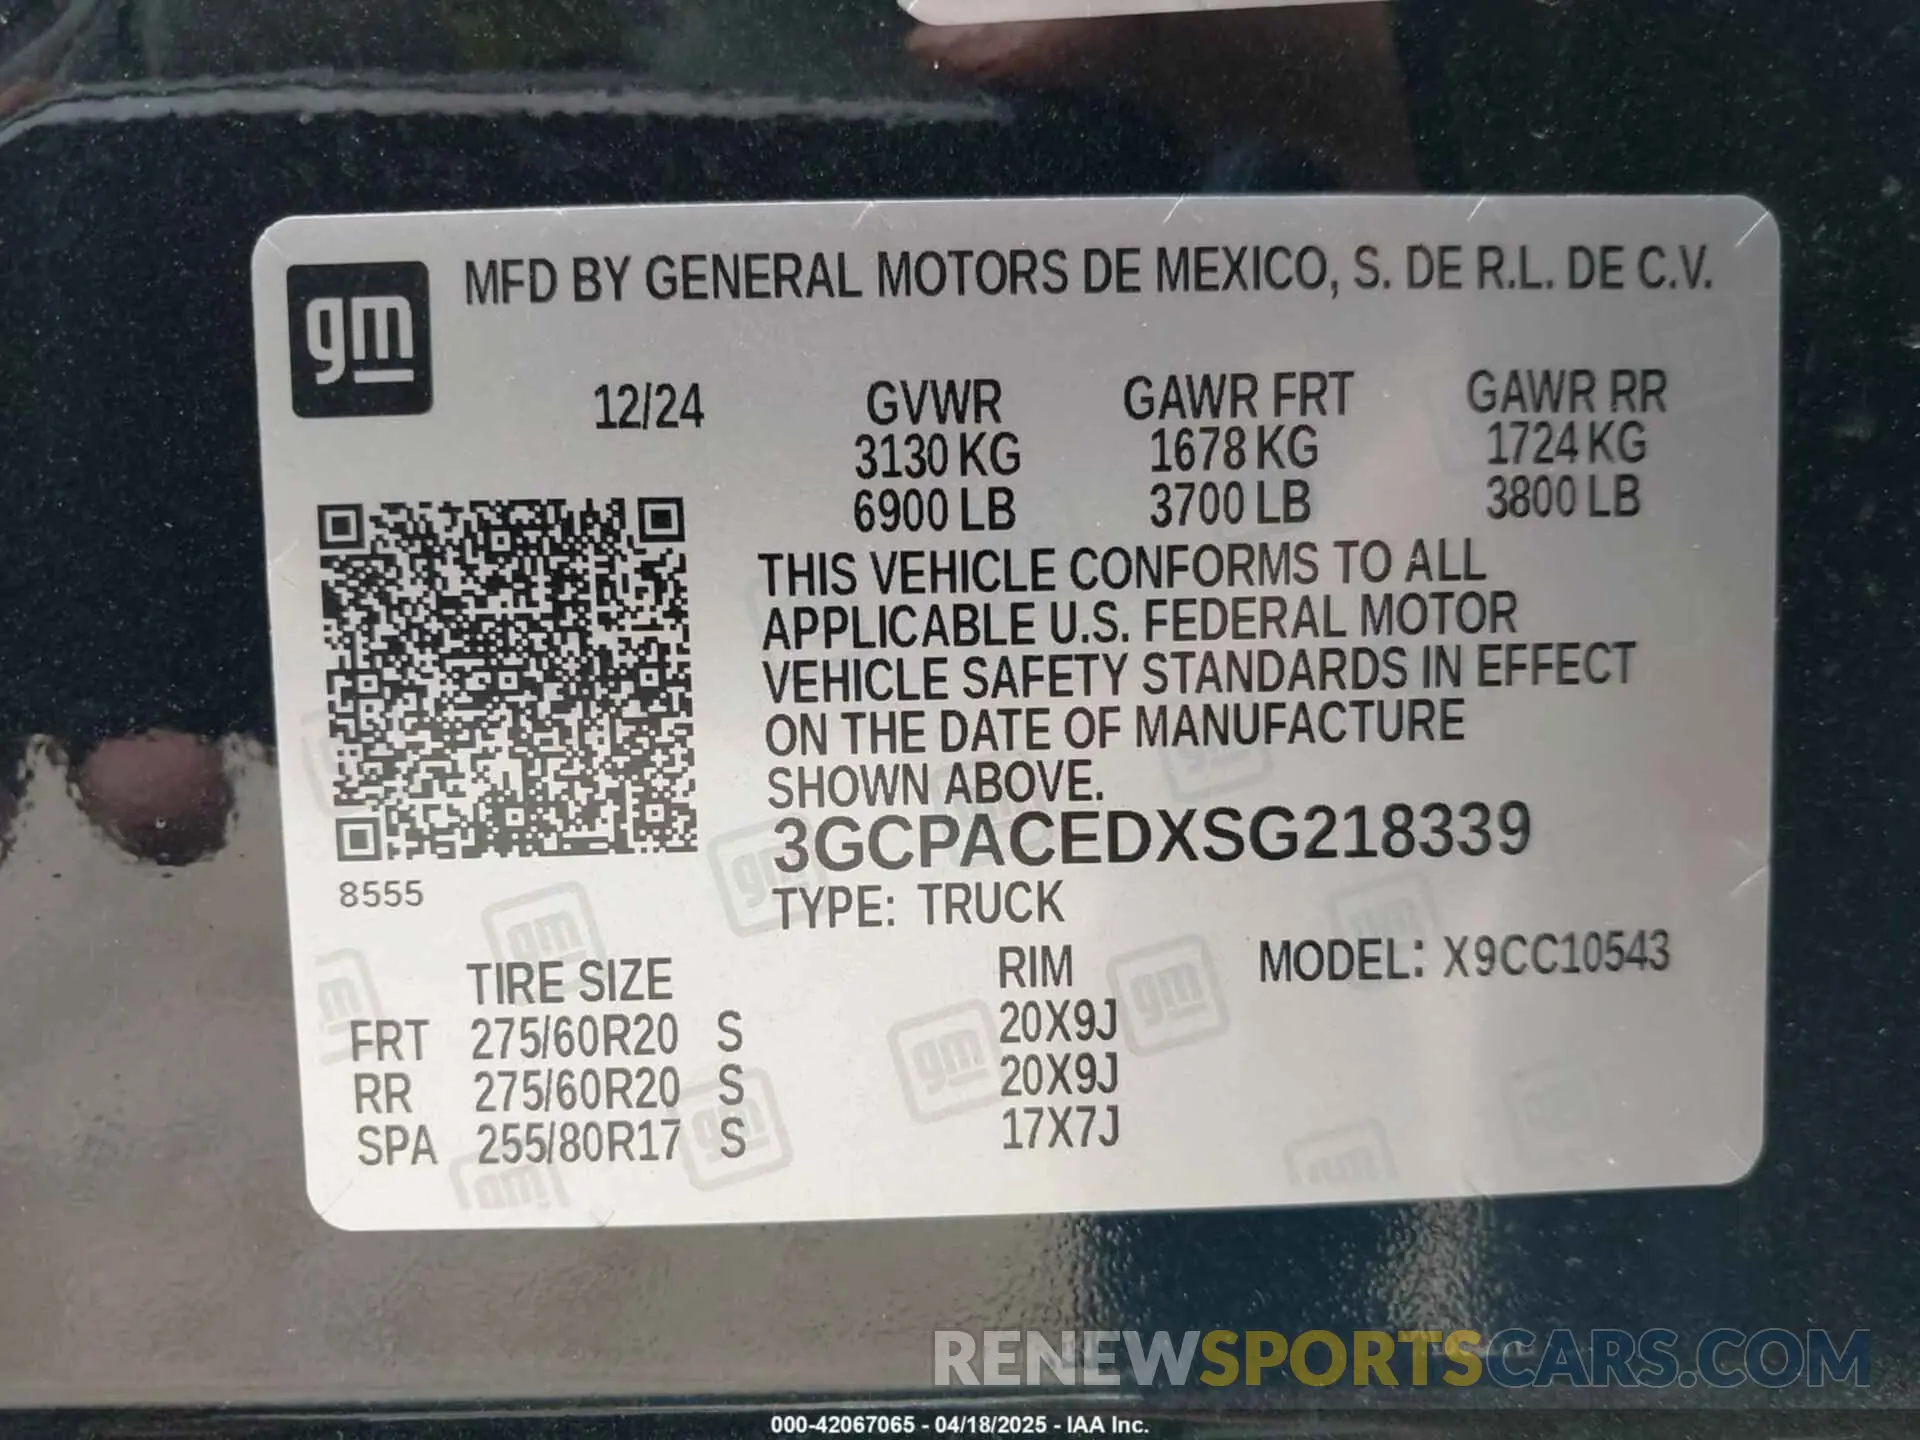 gm
MFD BY GENERAL MOTORS DE MEXICO, S. DE R.L. DE C.V.
12/24 GVWR GAWR FRT GAWR RR
3130 KG 1678 KG 1724 KG
6900 LB 3700 LB 3800 LB
THIS VEHICLE CONFORMS TO ALL
APPLICABLE U.S. FEDERAL MOTOR
VEHICLE SAFETY STANDARDS IN EFFECT
ON THE DATE OF MANUFACTURE
SHOWN ABOVE.
3GCPACEDXSG218339
8555
TYPE: TRUCK
TIRE SIZE RIM MODEL: X9CC10543
FRT 275/60R20 S 20X9J
RR 275/60R20 S 20X9J
SPA 255/80R17 S 17X7J
RENEWSPORTSCARS.COM
000-42067065 - 04/18/2025 - IAA Inc.